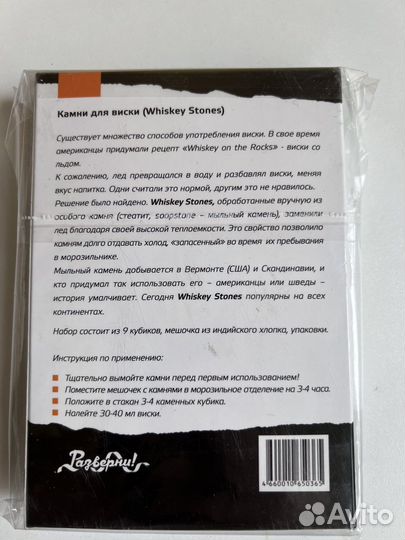 Камни для виски (Whiskey Stones)
Существует множество способов употребления виски. В свое время
американцы придумали рецепт «Whiskey on the Rocks» - виски со
льдом.
К сожалению, лед превращался в воду и разбавлял виски, меняя
вкус напитка. Одни считали это нормой, другим это не нравилось.
Решение было найдено. Whiskey Stones, обработанные вручную из
особого камня (стеатит, soapstone – мыльный камень), заменили
лед благодаря своей высокой теплоемкости. Это свойство позволило
камням долго отдавать холод, «запасенный» во время их пребывания
в морозильнике.
Мыльный камень добывается в Вермонте (США) и Скандинавии, и
кто придумал так использовать его – американцы или шведы –
история умалчивает. Сегодня Whiskey Stones популярны на всех
континентах.
Набор состоит из 9 кубиков, мешочка из индийского хлопка, упаковки.
Инструкция по применению:
Тщательно вымойте камни перед первым использованием!
Поместите мешочек с камнями в морозильное отделение на 3-4 часа.
Положите в стакан 3-4 каменных кубика.
Налейте 30-40 мл виски.
Разверни!
4 660010 650365
Avito